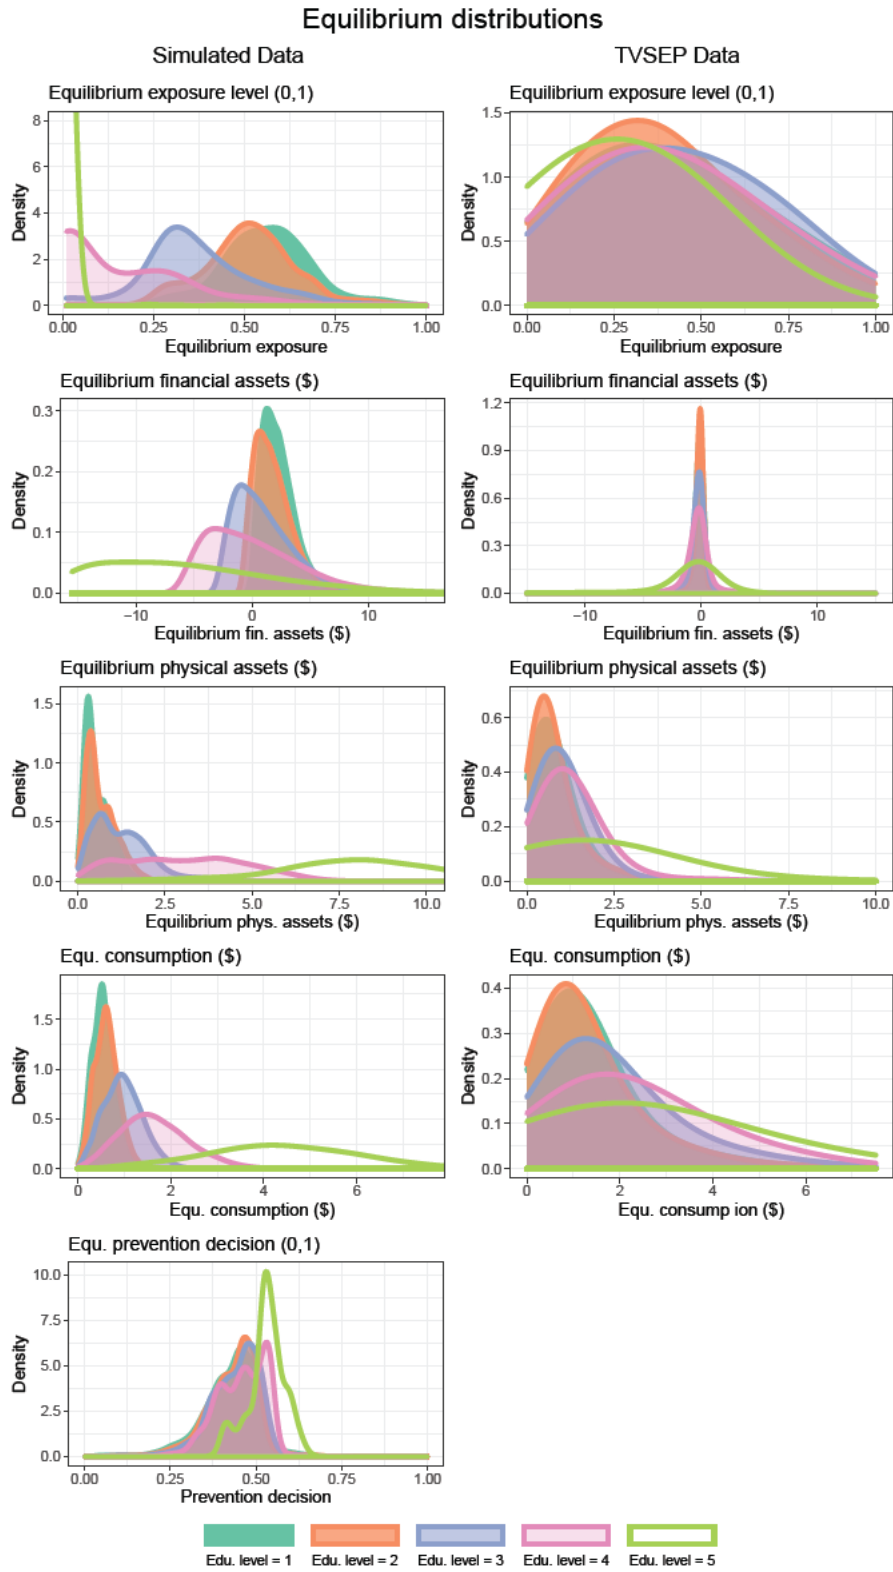 Equilibrium distributions
Simulated Data
TVSEP Data
Equilibrium exposure level (0,1)
8
6
4
2
0
Density
0.00 0.25 0.50 0.75 1.00
Equilibrium exposure
Equilibrium exposure level (0,1)
1.5
1.0
0.5
0.0
Density
0.00 0.25 0.50 0.75 1.00
Equilibrium exposure
Equilibrium financial assets ($)
0.3
0.2
0.1
0.0
Density
−10 0 10
Equilibrium fin. assets ($)
Equilibrium financial assets ($)
1.2
0.9
0.6
0.3
0.0
Density
−10 0 10
Equilibrium fin. assets ($)
Equilibrium physical assets ($)
1.5
1.0
0.5
0.0
Density
0.0 2.5 5.0 7.5 10.0
Equilibrium phys. assets ($)
Equilibrium physical assets ($)
0.6
0.4
0.2
0.0
Density
0.0 2.5 5.0 7.5 10.0
Equilibrium phys. assets ($)
Equ. consumption ($)
1.5
1.0
0.5
0.0
Density
0 2 4 6
Equ. consumption ($)
Equ. consumption ($)
0.4
0.3
0.2
0.1
0.0
Density
0 2 4 6
Equ. consump ion ($)
Equ. prevention decision (0,1)
10.0
7.5
5.0
2.5
0.0
Density
0.00 0.25 0.50 0.75 1.00
Prevention decision
Edu. level = 1 Edu. level = 2 Edu. level = 3 Edu. level = 4 Edu. level = 5